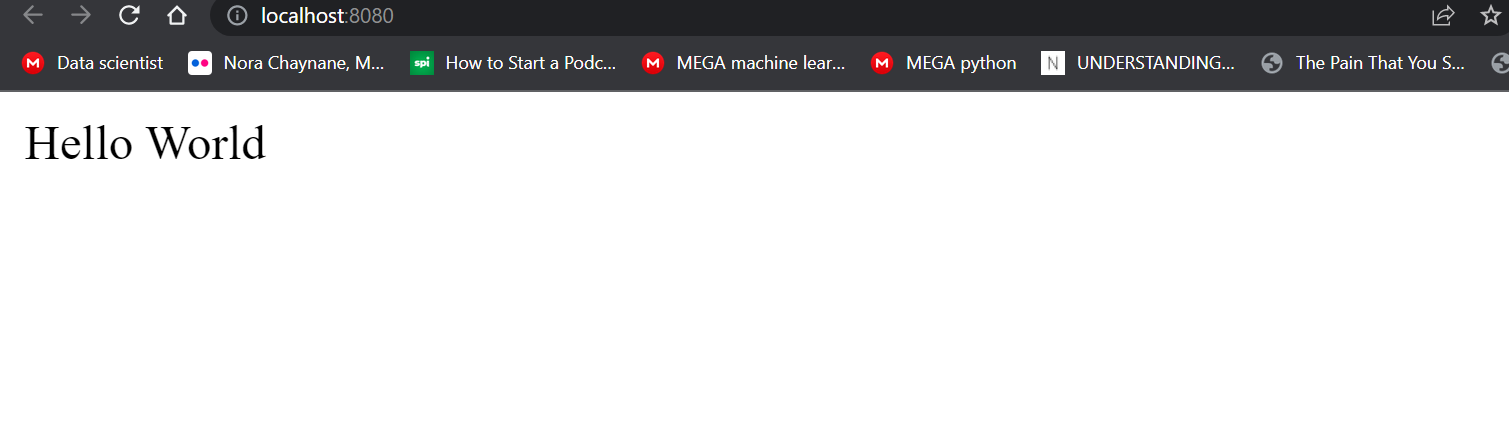 localhost:8080
M Data scientist Nora Chaynane, M... spi How to Start a Podc... M MEGA machine lear... M MEGA python N UNDERSTANDING... The Pain That You S...
Hello World